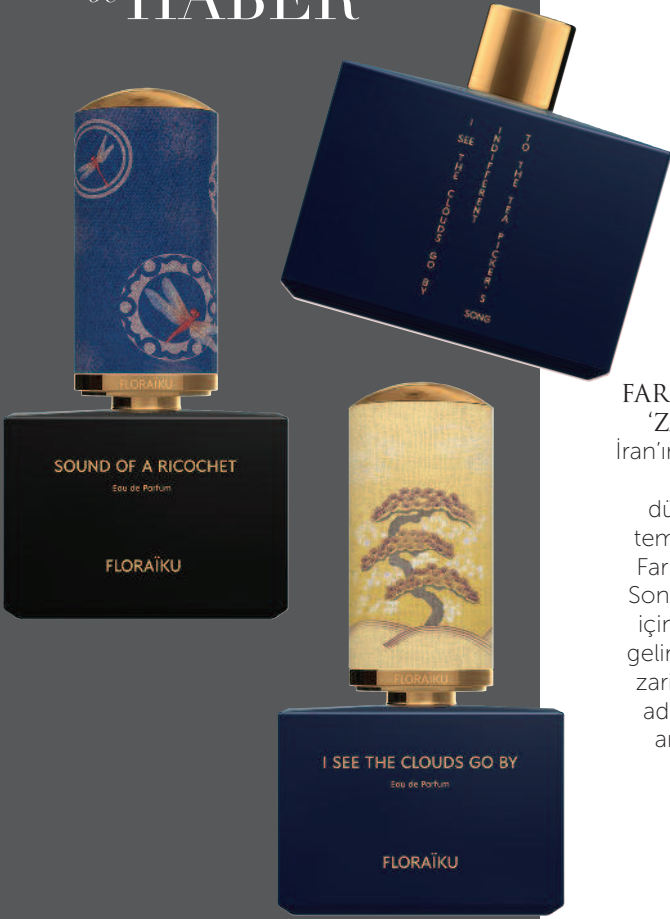 HABER
I
SEE THE CLOUDS GO BY
INDIFFERENT
TO THE TEA PICKER'S
SONG
FLORAÏKU
SOUND OF A RICOCHET
Eau de Parfum
FLORAÏKU
FLORAÏKU
I SEE THE CLOUDS GO BY
Eau de Parfum
FLORAÏKU
FAR
'Z
İran'ın
dü
tem
Far
Son
için
gelin
zari
ad
ar